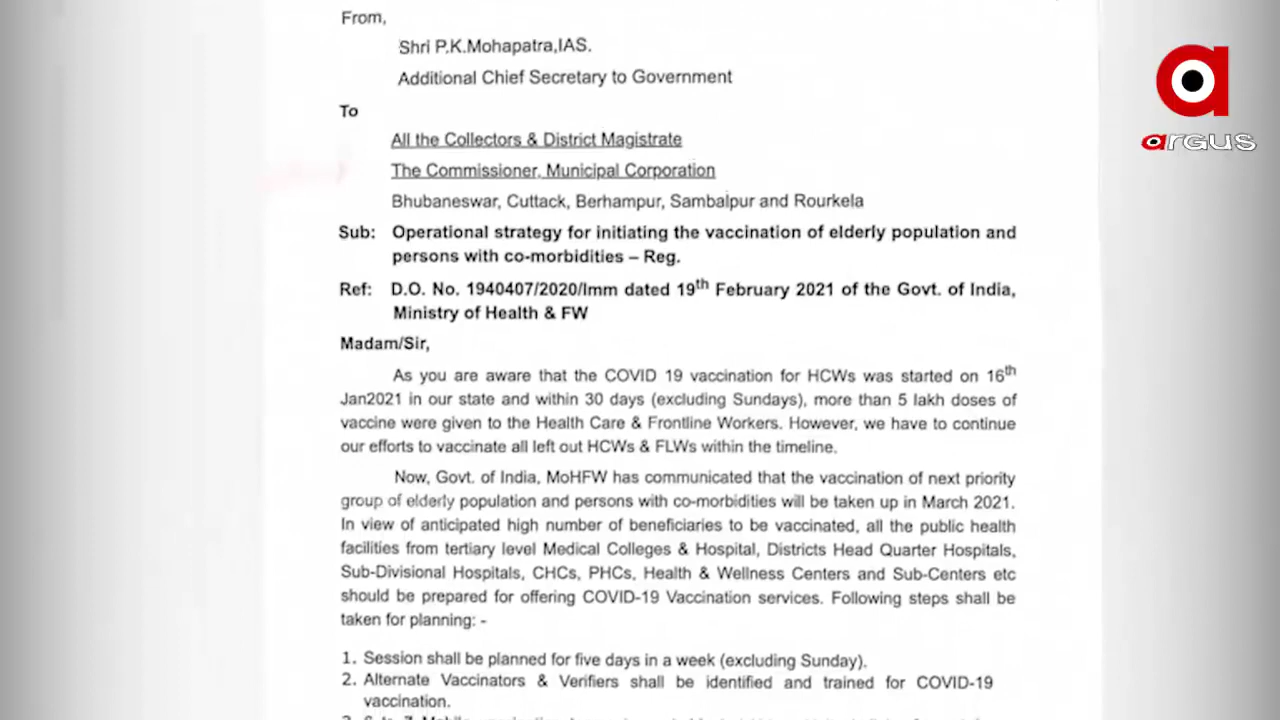 From,
Shri P.K.Mohapatra,IAS.
Additional Chief Secretary to Government
To
All the Collectors & District Magistrate
The Commissioner, Municipal Corporation
Bhubaneswar, Cuttack, Berhampur, Sambalpur and Rourkela
Sub: Operational strategy for initiating the vaccination of elderly population and
persons with co-morbidities – Reg.
Ref: D.O. No. 1940407/2020/Imm dated 19th February 2021 of the Govt. of India,
Ministry of Health & FW
Madam/Sir,
As you are aware that the COVID 19 vaccination for HCWs was started on 16th
Jan2021 in our state and within 30 days (excluding Sundays), more than 5 lakh doses of
vaccine were given to the Health Care & Frontline Workers. However, we have to continue
our efforts to vaccinate all left out HCWs & FLWs within the timeline.
Now, Govt. of India, MoHFW has communicated that the vaccination of next priority
group of elderly population and persons with co-morbidities will be taken up in March 2021.
In view of anticipated high number of beneficiaries to be vaccinated, all the public health
facilities from tertiary level Medical Colleges & Hospital, Districts Head Quarter Hospitals,
Sub-Divisional Hospitals, CHCs, PHCs, Health & Wellness Centers and Sub-Centers etc
should be prepared for offering COVID-19 Vaccination services. Following steps shall be
taken for planning: -
1. Session shall be planned for five days in a week (excluding Sunday).
2. Alternate Vaccinators & Verifiers shall be identified and trained for COVID-19
vaccination.
argus